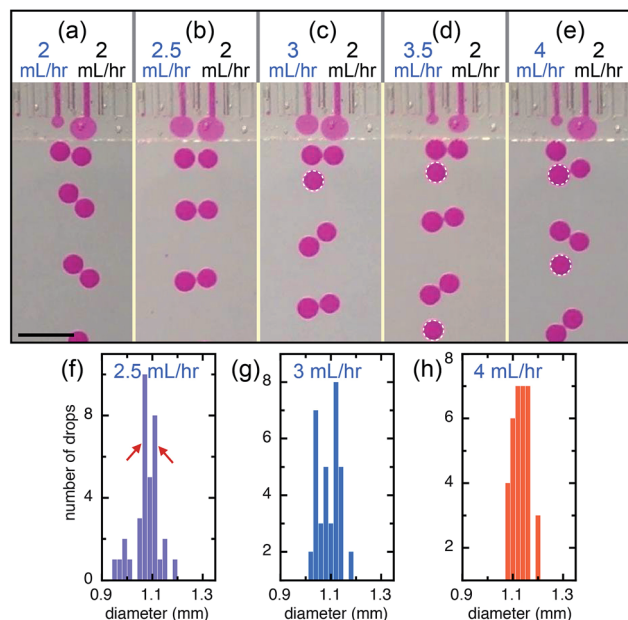 (a) (b) (c) (d) (e)
2 2 2.5 2 3 2 3.5 2 4 2
mL/hr mL/hr mL/hr mL/hr mL/hr mL/hr mL/hr mL/hr mL/hr mL/hr
(f) 2.5 mL/hr (g) 3 mL/hr (h) 4 mL/hr
number of drops
10
5
0
8
6
4
2
8
6
4
2
0.9 1.1 1.3 0.9 1.1 1.3 0.9 1.1 1.3
diameter (mm) diameter (mm) diameter (mm)